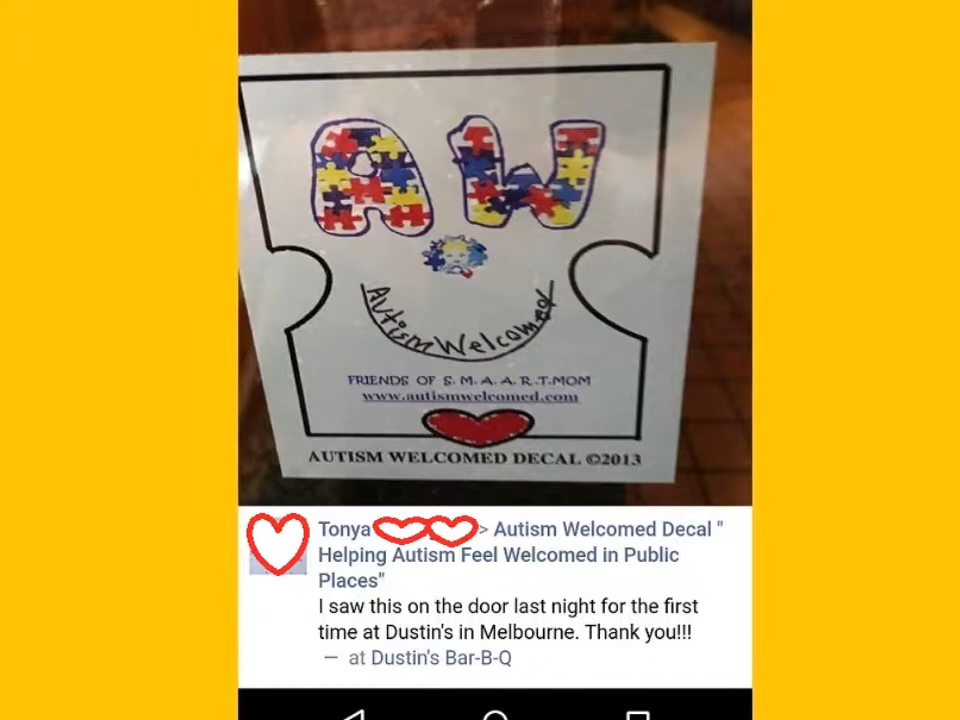 AW
Autism Welcomed
FRIENDS OF S.M.A.A.R.T.MOM
www.autismwelcomed.com
AUTISM WELCOMED DECAL ©2013
Tonya > Autism Welcomed Decal "
Helping Autism Feel Welcomed in Public
Places"
I saw this on the door last night for the first
time at Dustin's in Melbourne. Thank you!!!
— at Dustin's Bar-B-Q